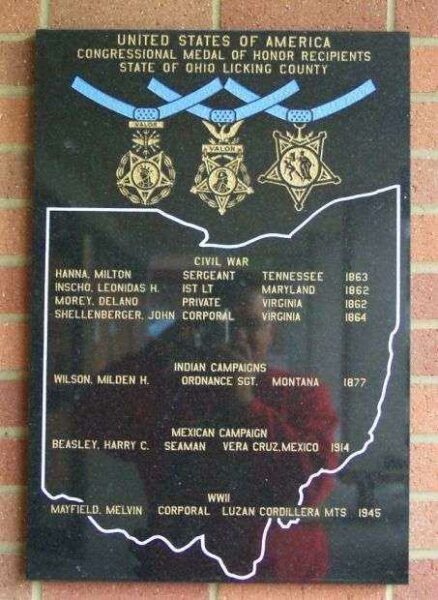 UNITED STATES OF AMERICA
CONGRESSIONAL MEDAL OF HONOR RECIPIENTS
STATE OF OHIO LICKING COUNTY
VALOR
VALOR
CIVIL WAR
HANNA, MILTON SERGEANT TENNESSEE 1863
INSCHO, LEONIDAS H. 1ST LT MARYLAND 1862
MOREY, DELANO PRIVATE VIRGINIA 1862
SHELLENBERGER, JOHN CORPORAL VIRGINIA 1864
INDIAN CAMPAIGNS
WILSON, MILDEN H. ORDNANCE SGT. MONTANA 1877
MEXICAN CAMPAIGN
BEASLEY, HARRY C. SEAMAN VERA CRUZ,MEXICO 1914
WWII
MAYFIELD, MELVIN CORPORAL LUZAN CORDILLERA MTS 1945